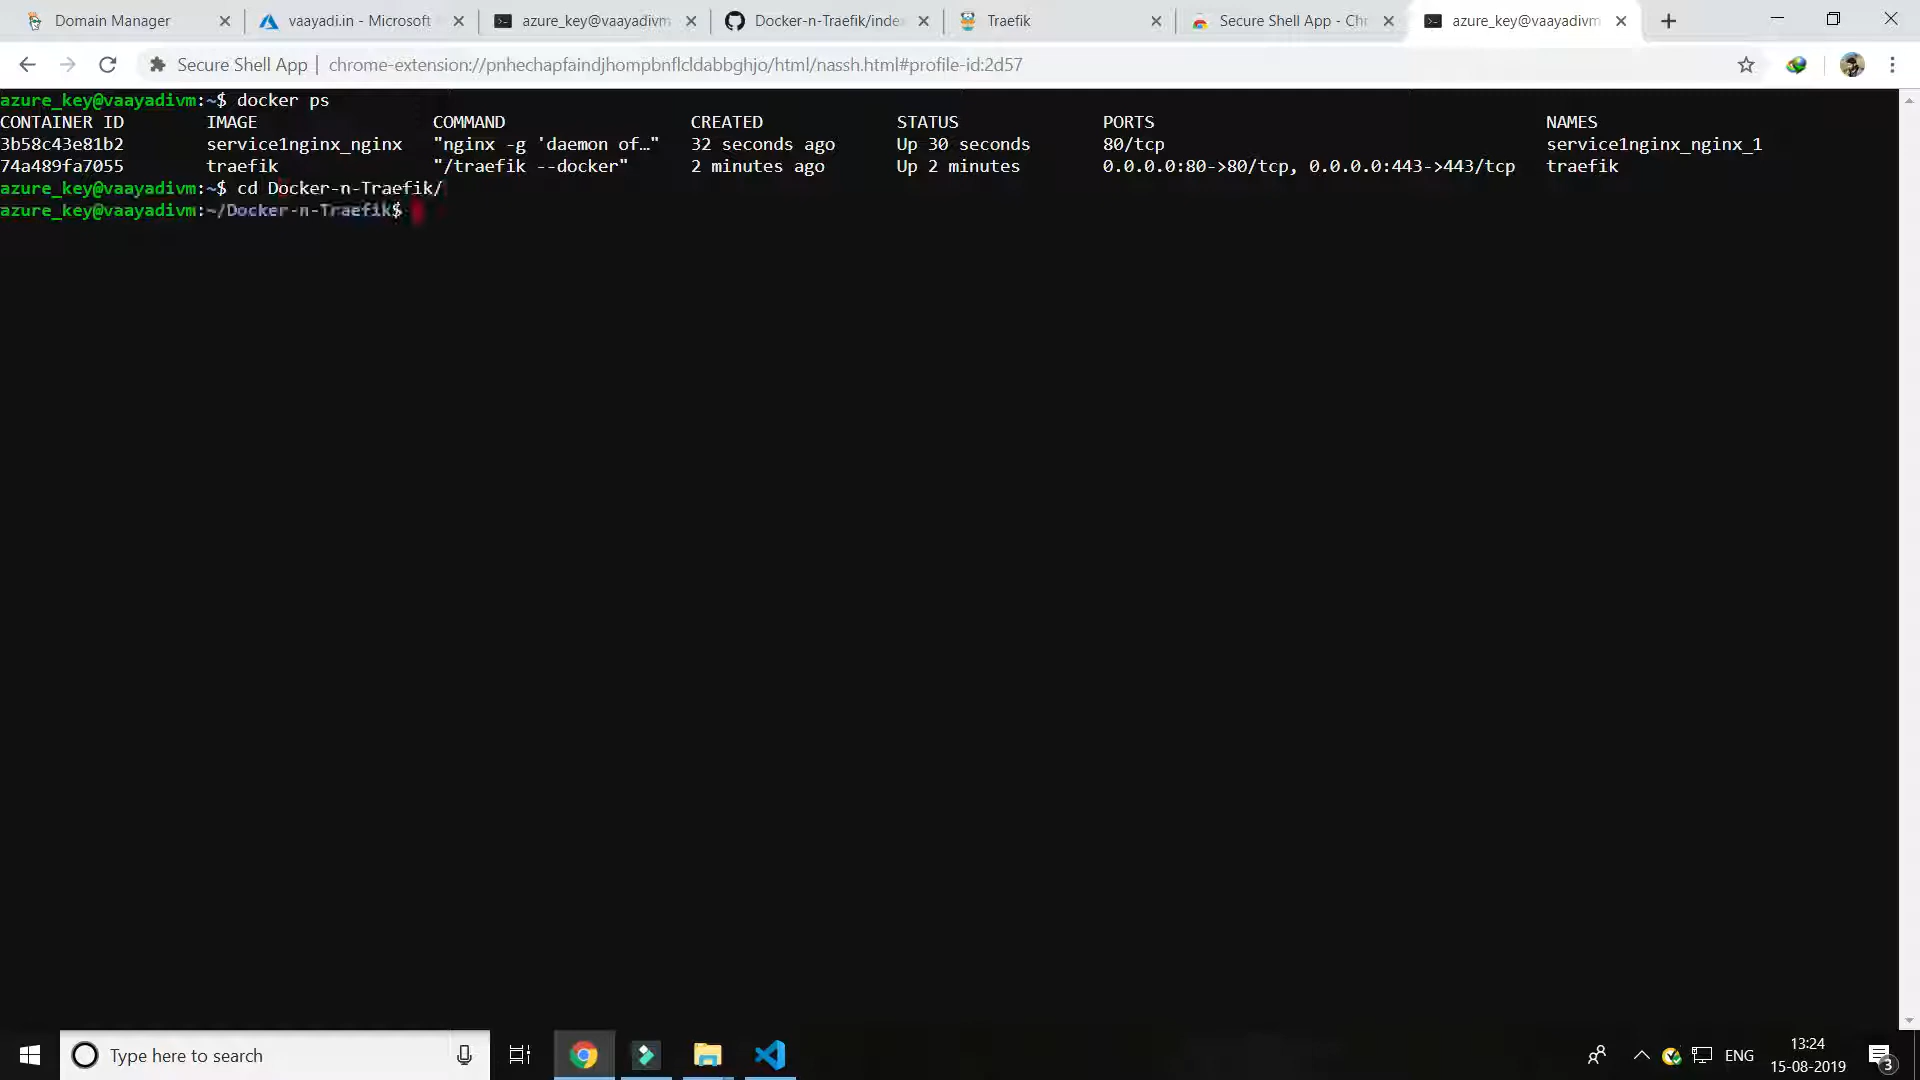 Domain Manager
vaayadi.in - Microsoft
azure_key@vaayadivm
Docker-n-Traefik/inde
Traefik
Secure Shell App - Chr
azure_key@vaayadivm
Secure Shell App | chrome-extension://pnhechapfaindjhompbnflcldabbghjo/html/nassh.html#profile-id:2d57
azure_key@vaayadivm:~$ docker ps
CONTAINER ID IMAGE COMMAND CREATED STATUS PORTS NAMES
3b58c43e81b2 service1nginx_nginx "nginx -g 'daemon of…" 32 seconds ago Up 30 seconds 80/tcp service1nginx_nginx_1
74a489fa7055 traefik "/traefik --docker" 2 minutes ago Up 2 minutes 0.0.0.0:80->80/tcp, 0.0.0.0:443->443/tcp traefik
azure_key@vaayadivm:~$ cd Docker-n-Traefik/
azure_key@vaayadivm:~/Docker-n-Traefik$
Type here to search
ENG
13:24
15-08-2019
3